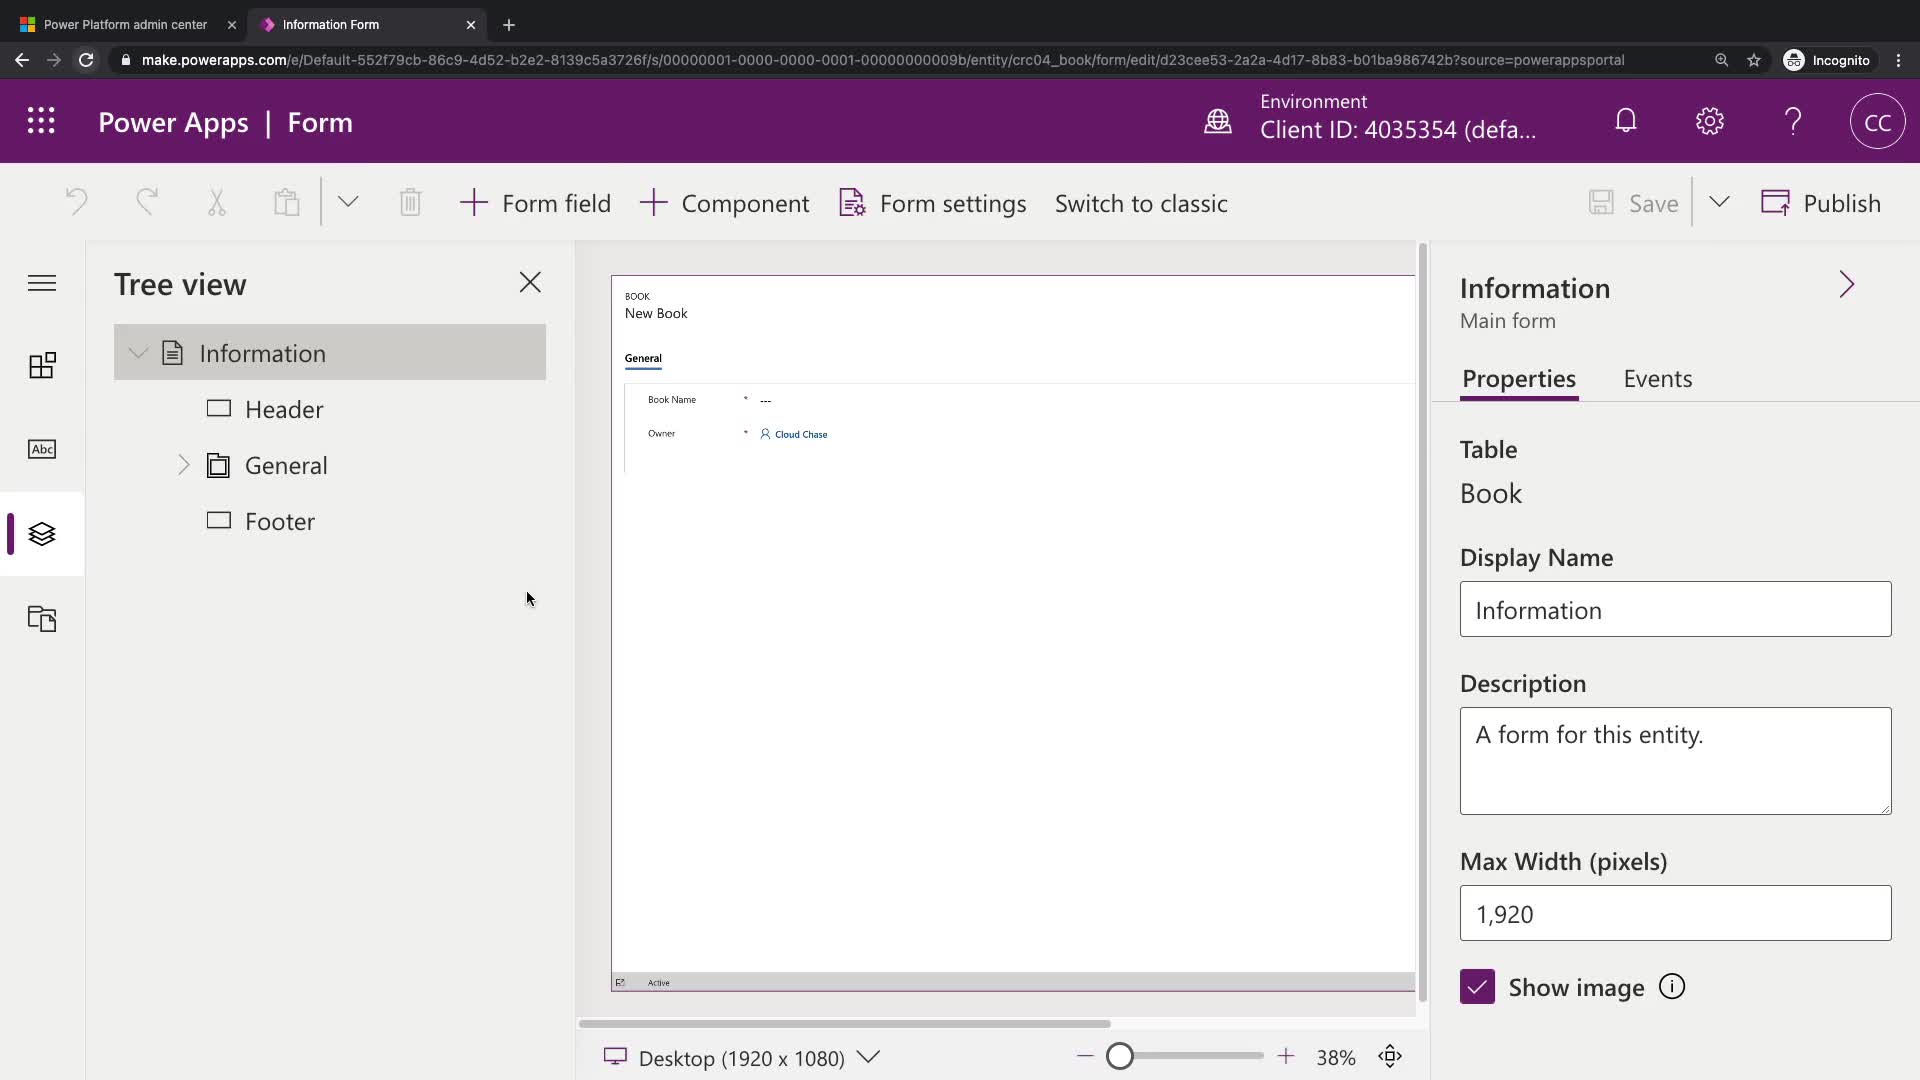 Power Platform admin center
Information Form
make.powerapps.com/e/Default-552f79cb-86c9-4d52-b2e2-8139c5a3726f/s/00000001-0000-0000-0001-00000000009b/entity/crc04_book/form/edit/d23cee53-2a2a-4d17-8b83-b01ba986742b?source=powerappsportal
Incognito
Power Apps | Form
Environment
Client ID: 4035354 (defa...
CC
Form field
Component
Form settings
Switch to classic
Save
Publish
Tree view
Information
Header
General
Footer
Abc
BOOK
New Book
General
Book Name * ---
Owner * Cloud Chase
Active
Desktop (1920 x 1080)
38%
Information
Main form
Properties
Events
Table
Book
Display Name
Information
Description
A form for this entity.
Max Width (pixels)
1,920
Show image